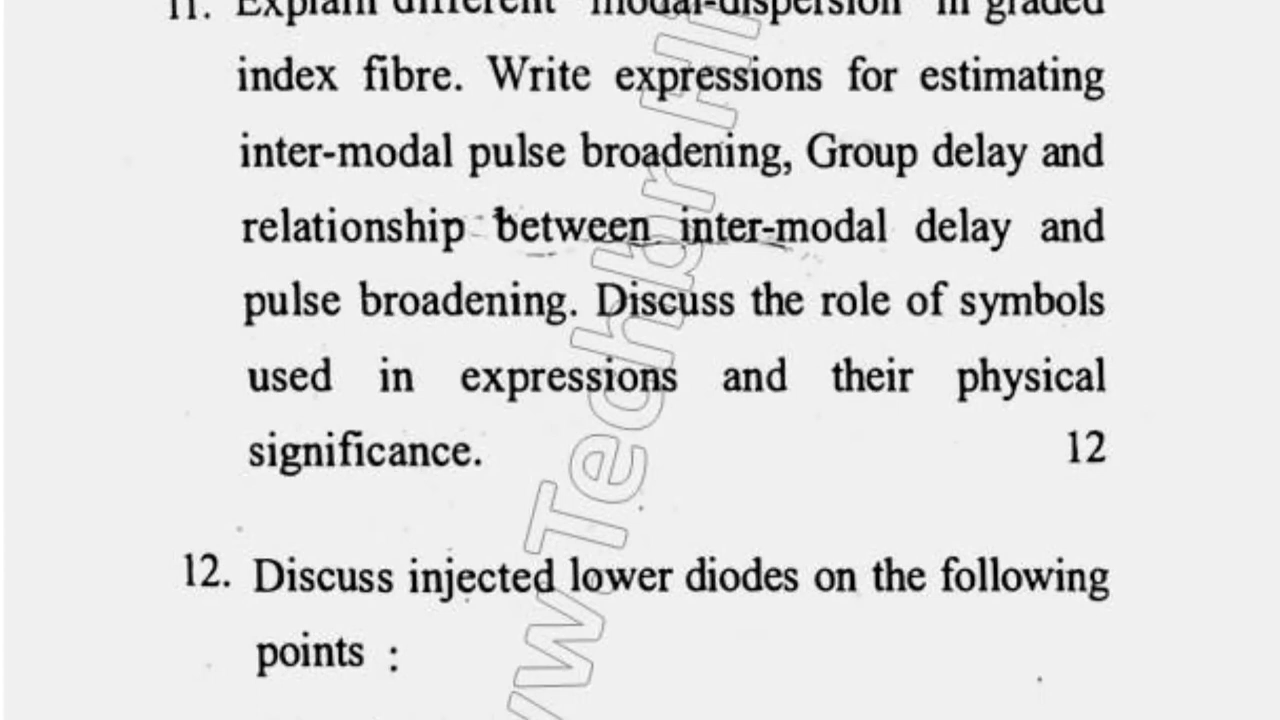 11. Explain different modal-dispersion in graded
index fibre. Write expressions for estimating
inter-modal pulse broadening, Group delay and
relationship between inter-modal delay and
pulse broadening. Discuss the role of symbols
used in expressions and their physical
significance. 12
12. Discuss injected lower diodes on the following
points :